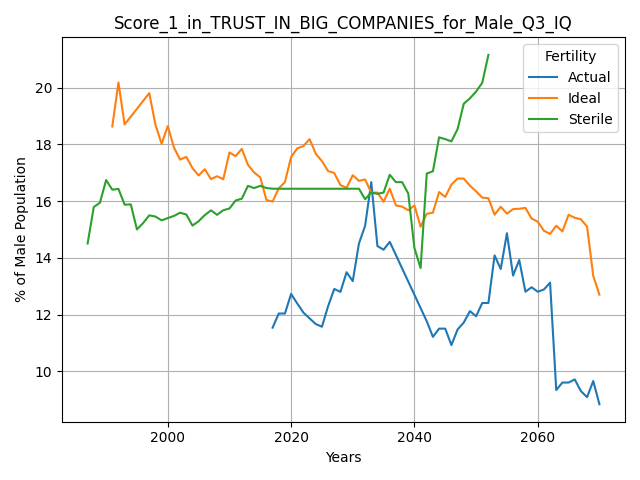 Score_1_in_TRUST_IN_BIG_COMPANIES_for_Male_Q3_IQ
Fertility
Actual
Ideal
Sterile
% of Male Population
20
18
16
14
12
10
2000
2020
2040
2060
Years